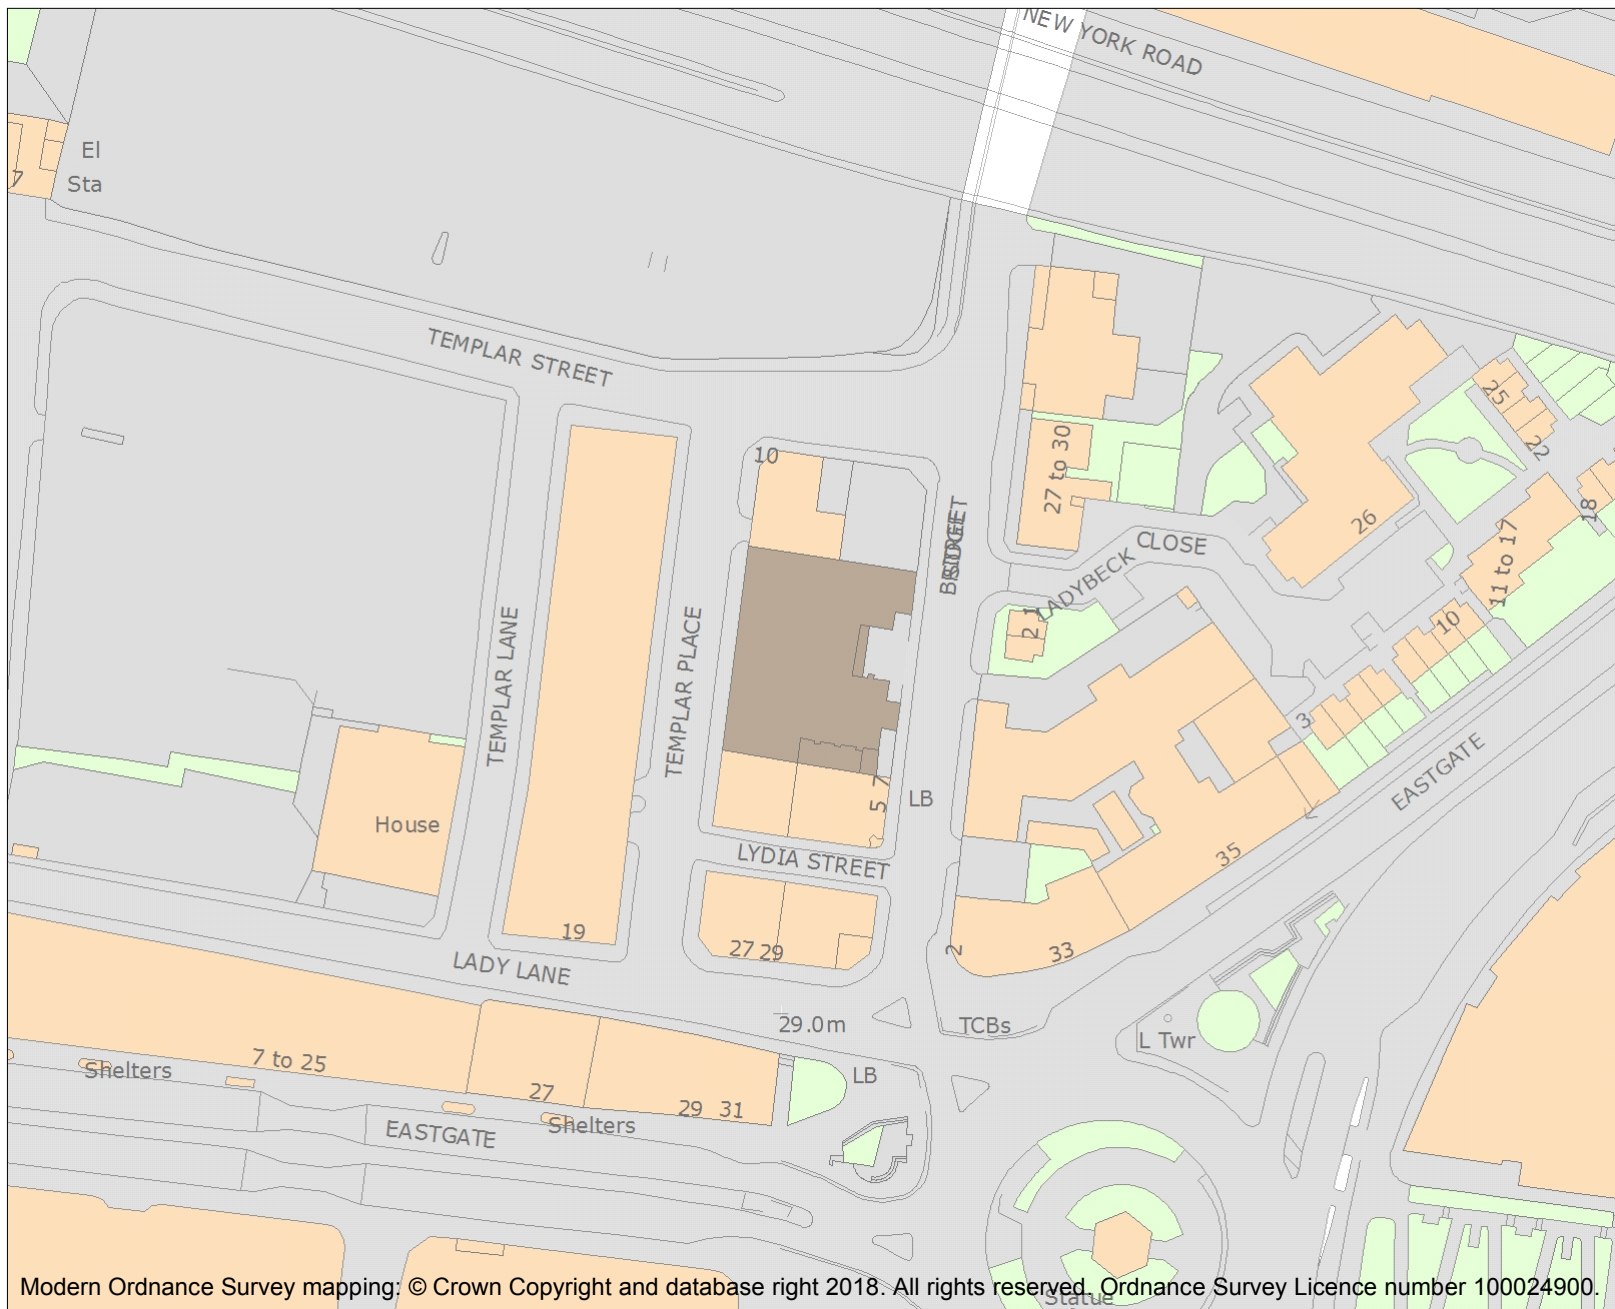 NEW YORK ROAD
El
Sta
7
TEMPLAR STREET
10
27 to 30
25
22
18
26
11 to 17
CLOSE
LADYBECK
1
2
10
TEMPLAR LANE
TEMPLAR PLACE
3
EASTGATE
7
5
LB
House
LYDIA STREET
35
19
27 29
2
33
LADY LANE
29.0m
TCBs
L Twr
7 to 25
Shelters
LB
27
29 31
Shelters
EASTGATE
Statue
Modern Ordnance Survey mapping: © Crown Copyright and database right 2018. All rights reserved. Ordnance Survey Licence number 100024900.